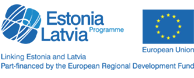 Estonia
Latvia Programme
European Union
Linking Estonia and Latvia
Part-financed by the European Regional Development Fund